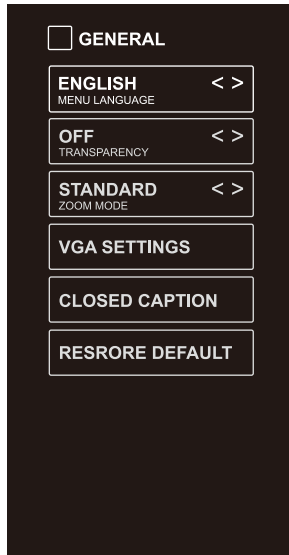 GENERAL
ENGLISH < >
MENU LANGUAGE
OFF < >
TRANSPARENCY
STANDARD < >
ZOOM MODE
VGA SETTINGS
CLOSED CAPTION
RESRORE DEFAULT